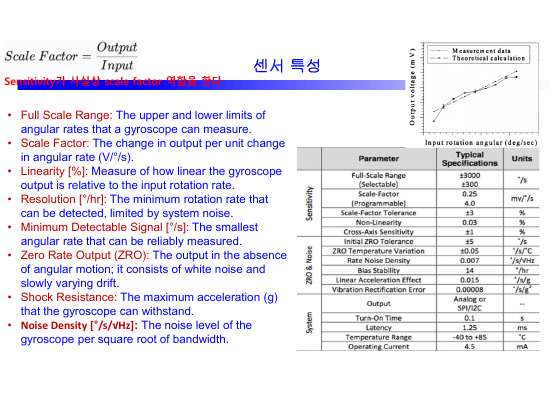 Scale Factor = Output / Input
센서 특성
Sensitivity가 사실상 scale factor 역할을 한다
• Full Scale Range: The upper and lower limits of
angular rates that a gyroscope can measure.
• Scale Factor: The change in output per unit change
in angular rate (V/°/s).
• Linearity [%]: Measure of how linear the gyroscope
output is relative to the input rotation rate.
• Resolution [°/hr]: The minimum rotation rate that
can be detected, limited by system noise.
• Minimum Detectable Signal [°/s]: The smallest
angular rate that can be reliably measured.
• Zero Rate Output (ZRO): The output in the absence
of angular motion; it consists of white noise and
slowly varying drift.
• Shock Resistance: The maximum acceleration (g)
that the gyroscope can withstand.
• Noise Density [°/s/√Hz]: The noise level of the
gyroscope per square root of bandwidth.
Measurement data
Theoretical calculation
Output voltage (mV)
Input rotation angular (deg/sec)
Parameter Typical Specifications Units
Sensitivity
Full-Scale Range (Selectable) ±3000 ±300 °/s
Scale-Factor (Programmable) 0.25 4.0 mv/°/s
Scale-Factor Tolerance ±3 %
Non-Linearity 0.03 %
Cross-Axis Sensitivity ±1 %
ZRO & Noise
Initial ZRO Tolerance ±5 °/s
ZRO Temperature Variation ±0.05 °/s/°C
Rate Noise Density 0.007 °/s/√Hz
Bias Stability 14 °/hr
Linear Acceleration Effect 0.015 °/s/g
Vibration Rectification Error 0.00008 °/s/g²
System
Output Analog or SPI/I2C --
Turn-On Time 0.1 s
Latency 1.25 ms
Temperature Range -40 to +85 °C
Operating Current 4.5 mA